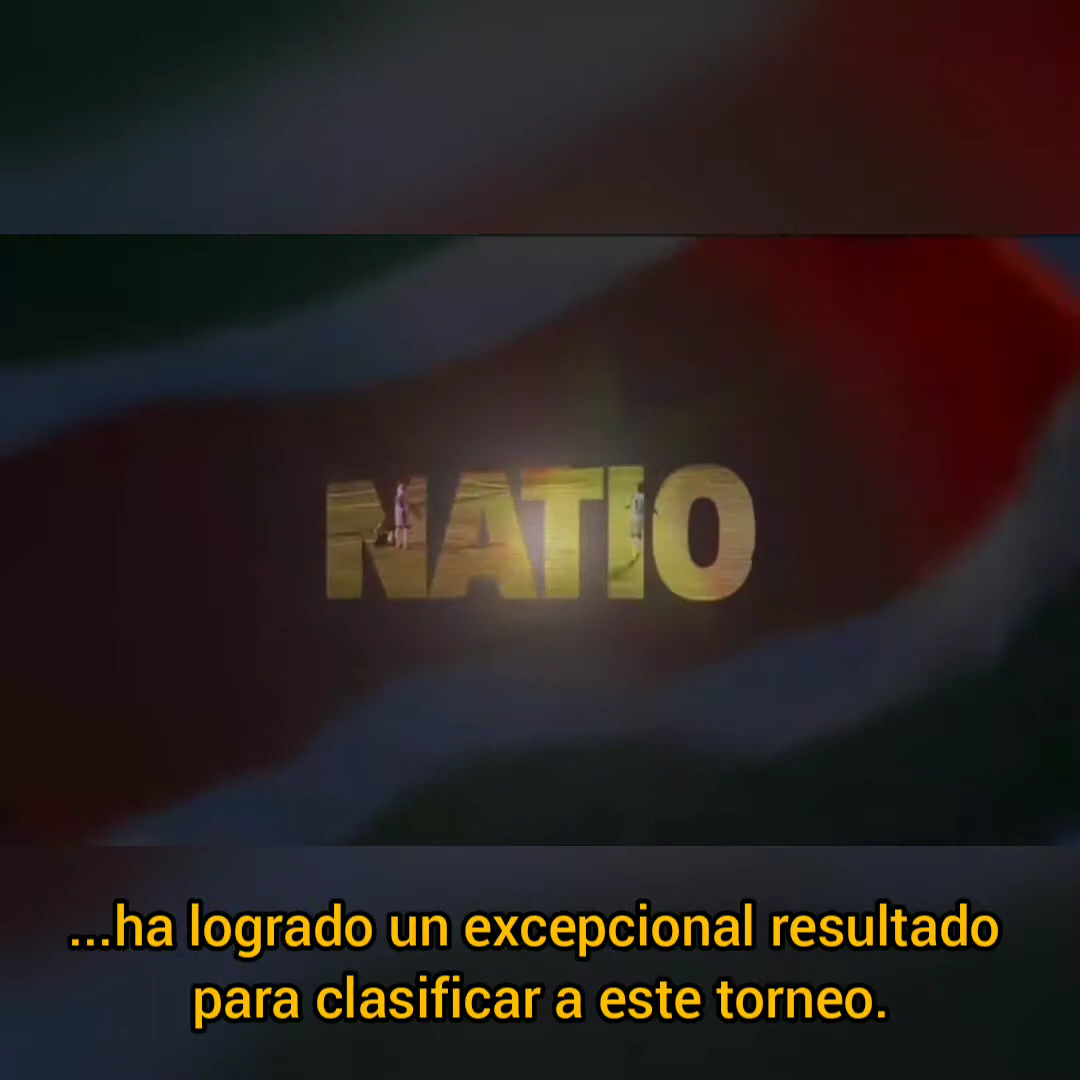 NATIO
...ha logrado un excepcional resultado
para clasificar a este torneo.